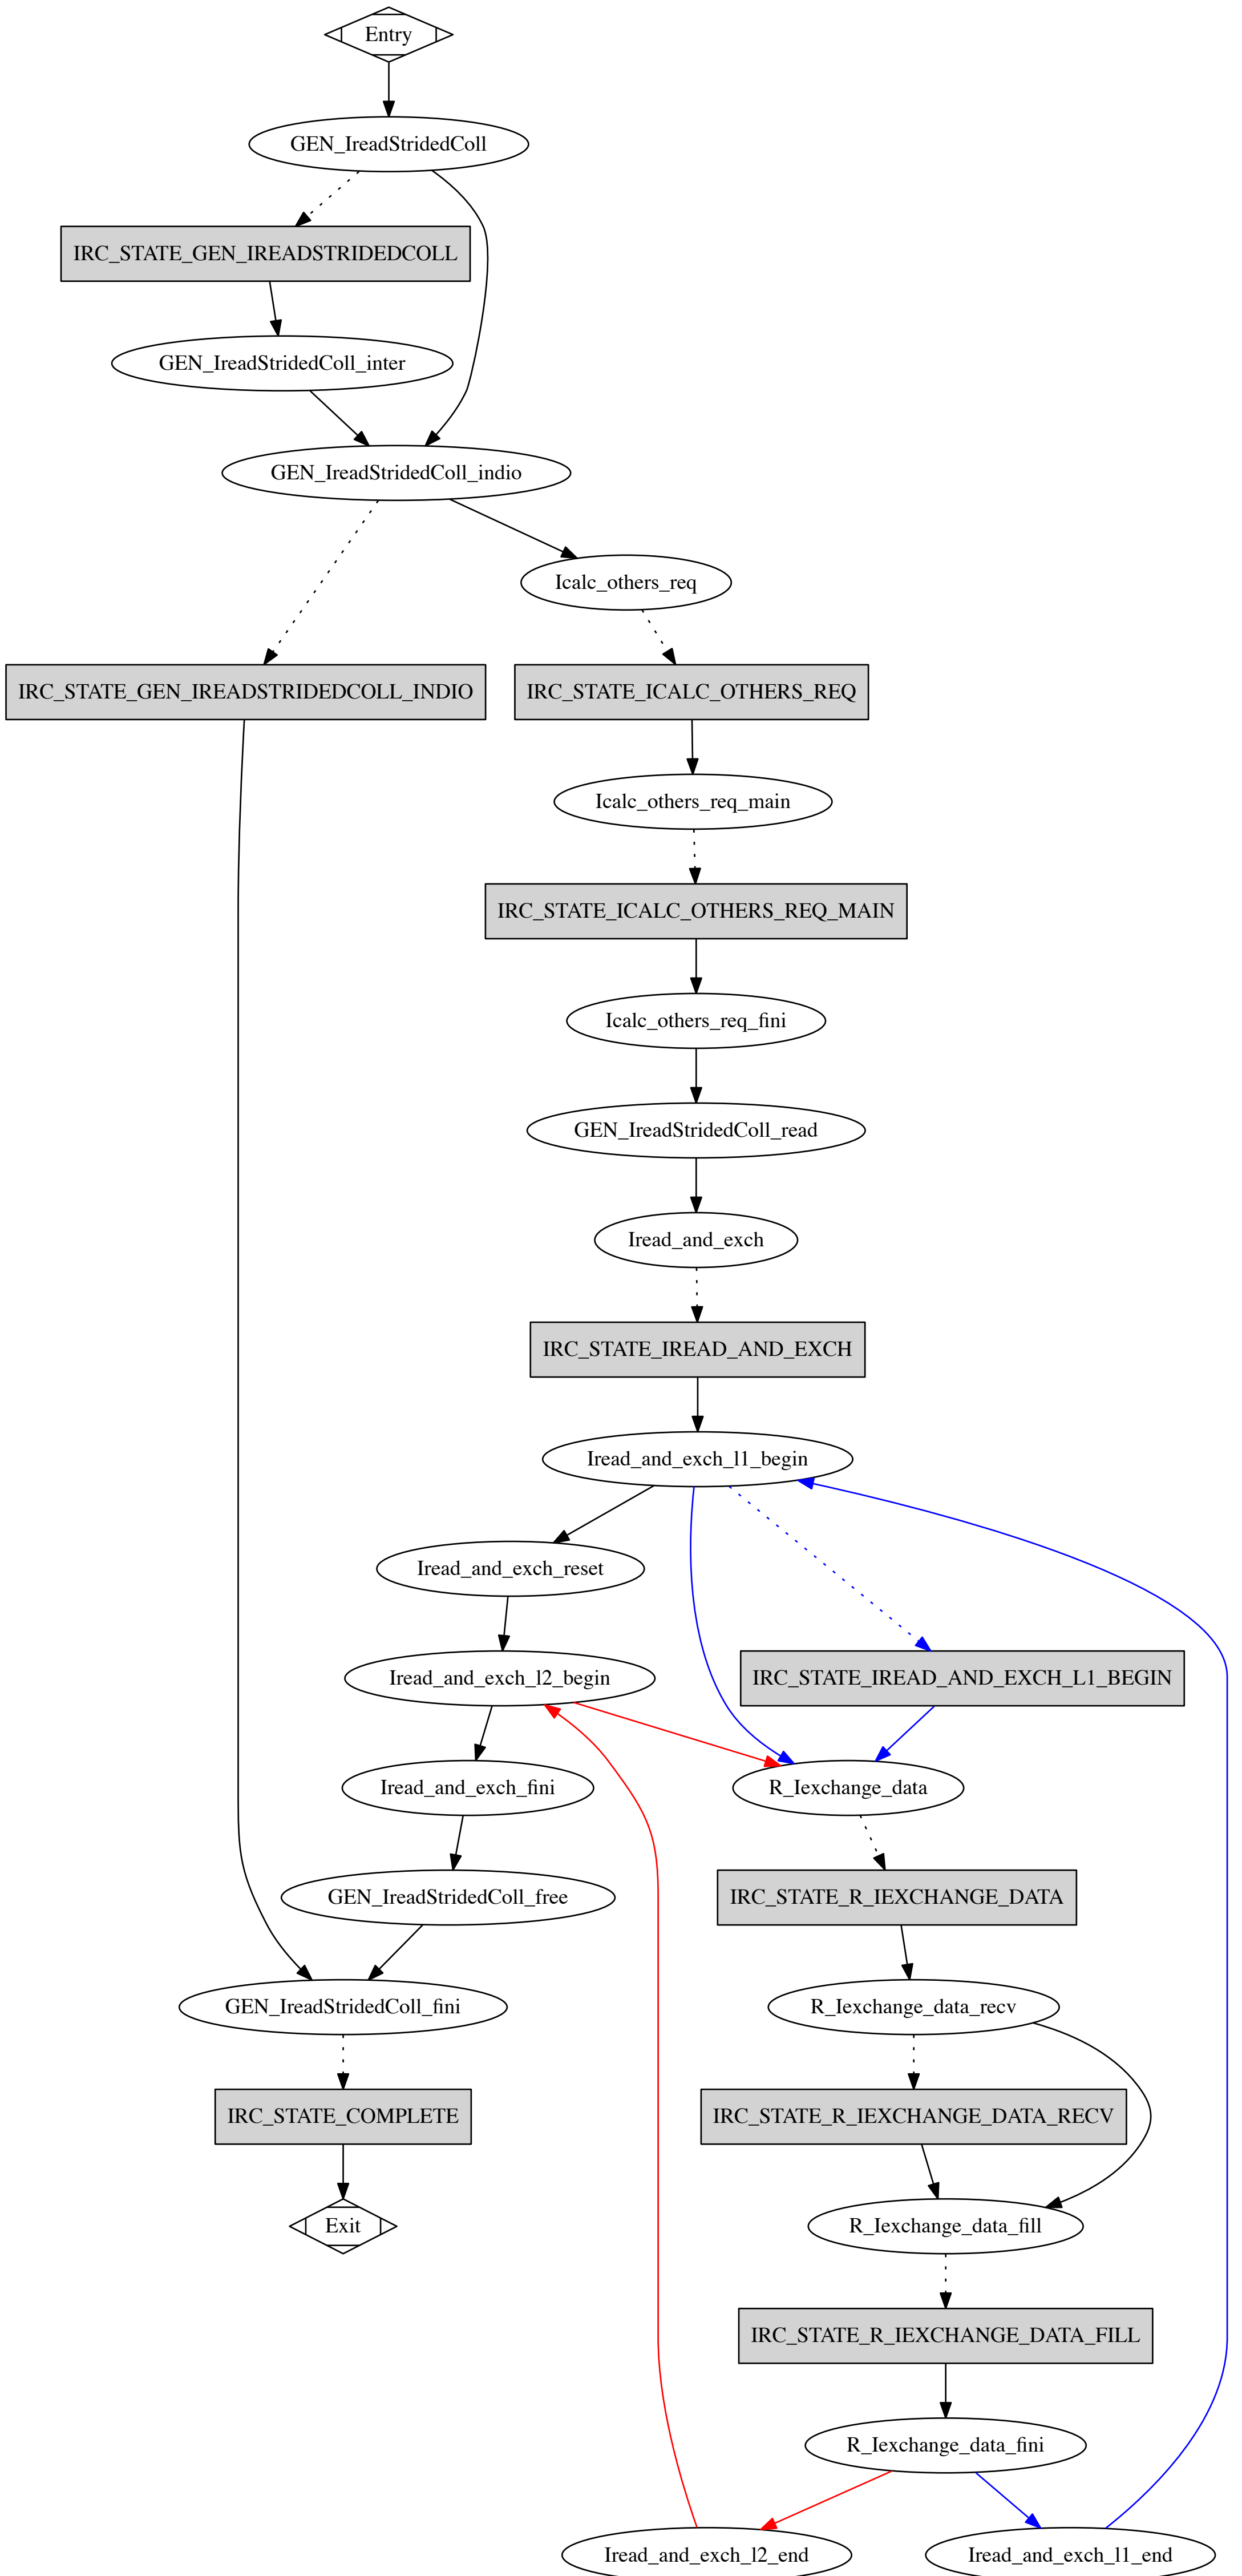 Entry
GEN_IreadStridedColl
IRC_STATE_GEN_IREADSTRIDEDCOLL
GEN_IreadStridedColl_inter
GEN_IreadStridedColl_indio
Icalc_others_req
IRC_STATE_GEN_IREADSTRIDEDCOLL_INDIO
IRC_STATE_ICALC_OTHERS_REQ
Icalc_others_req_main
IRC_STATE_ICALC_OTHERS_REQ_MAIN
Icalc_others_req_fini
GEN_IreadStridedColl_read
Iread_and_exch
IRC_STATE_IREAD_AND_EXCH
Iread_and_exch_l1_begin
Iread_and_exch_reset
Iread_and_exch_l2_begin
IRC_STATE_IREAD_AND_EXCH_L1_BEGIN
Iread_and_exch_fini
R_Iexchange_data
GEN_IreadStridedColl_free
IRC_STATE_R_IEXCHANGE_DATA
GEN_IreadStridedColl_fini
R_Iexchange_data_recv
IRC_STATE_COMPLETE
IRC_STATE_R_IEXCHANGE_DATA_RECV
Exit
R_Iexchange_data_fill
IRC_STATE_R_IEXCHANGE_DATA_FILL
R_Iexchange_data_fini
Iread_and_exch_l2_end
Iread_and_exch_l1_end